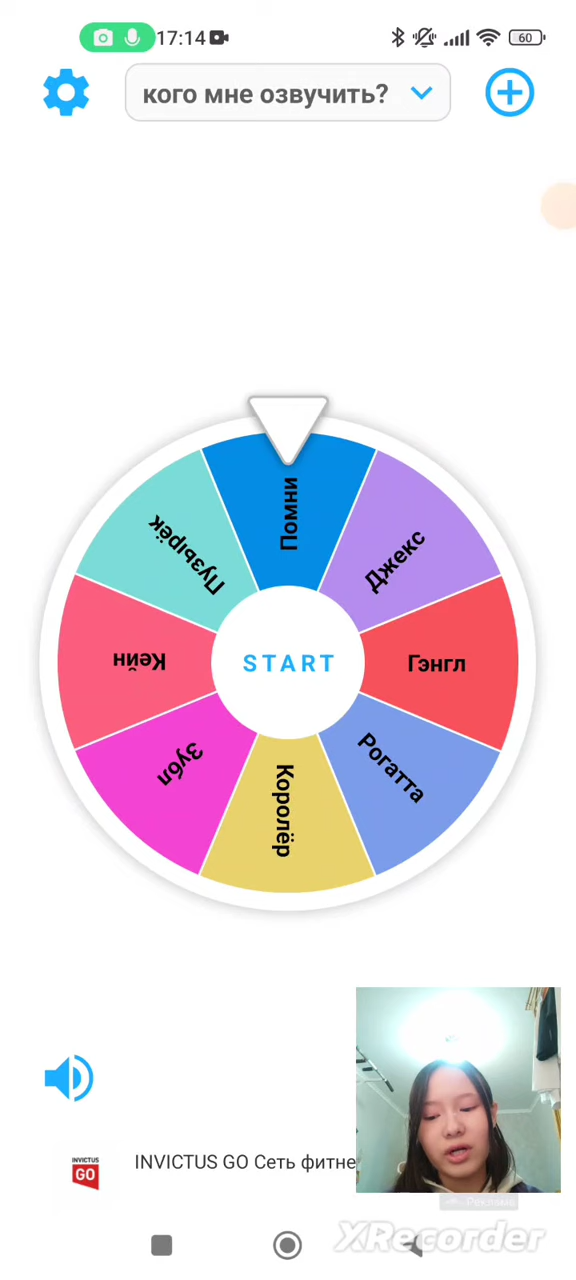 17:14
60
кого мне озвучить?
Помни
Джекс
Гэнгл
Рогатта
Королёр
Зубл
Кейн
Пузырёк
START
INVICTUS
GO
INVICTUS GO Сеть фитне
Реклама
XRecorder